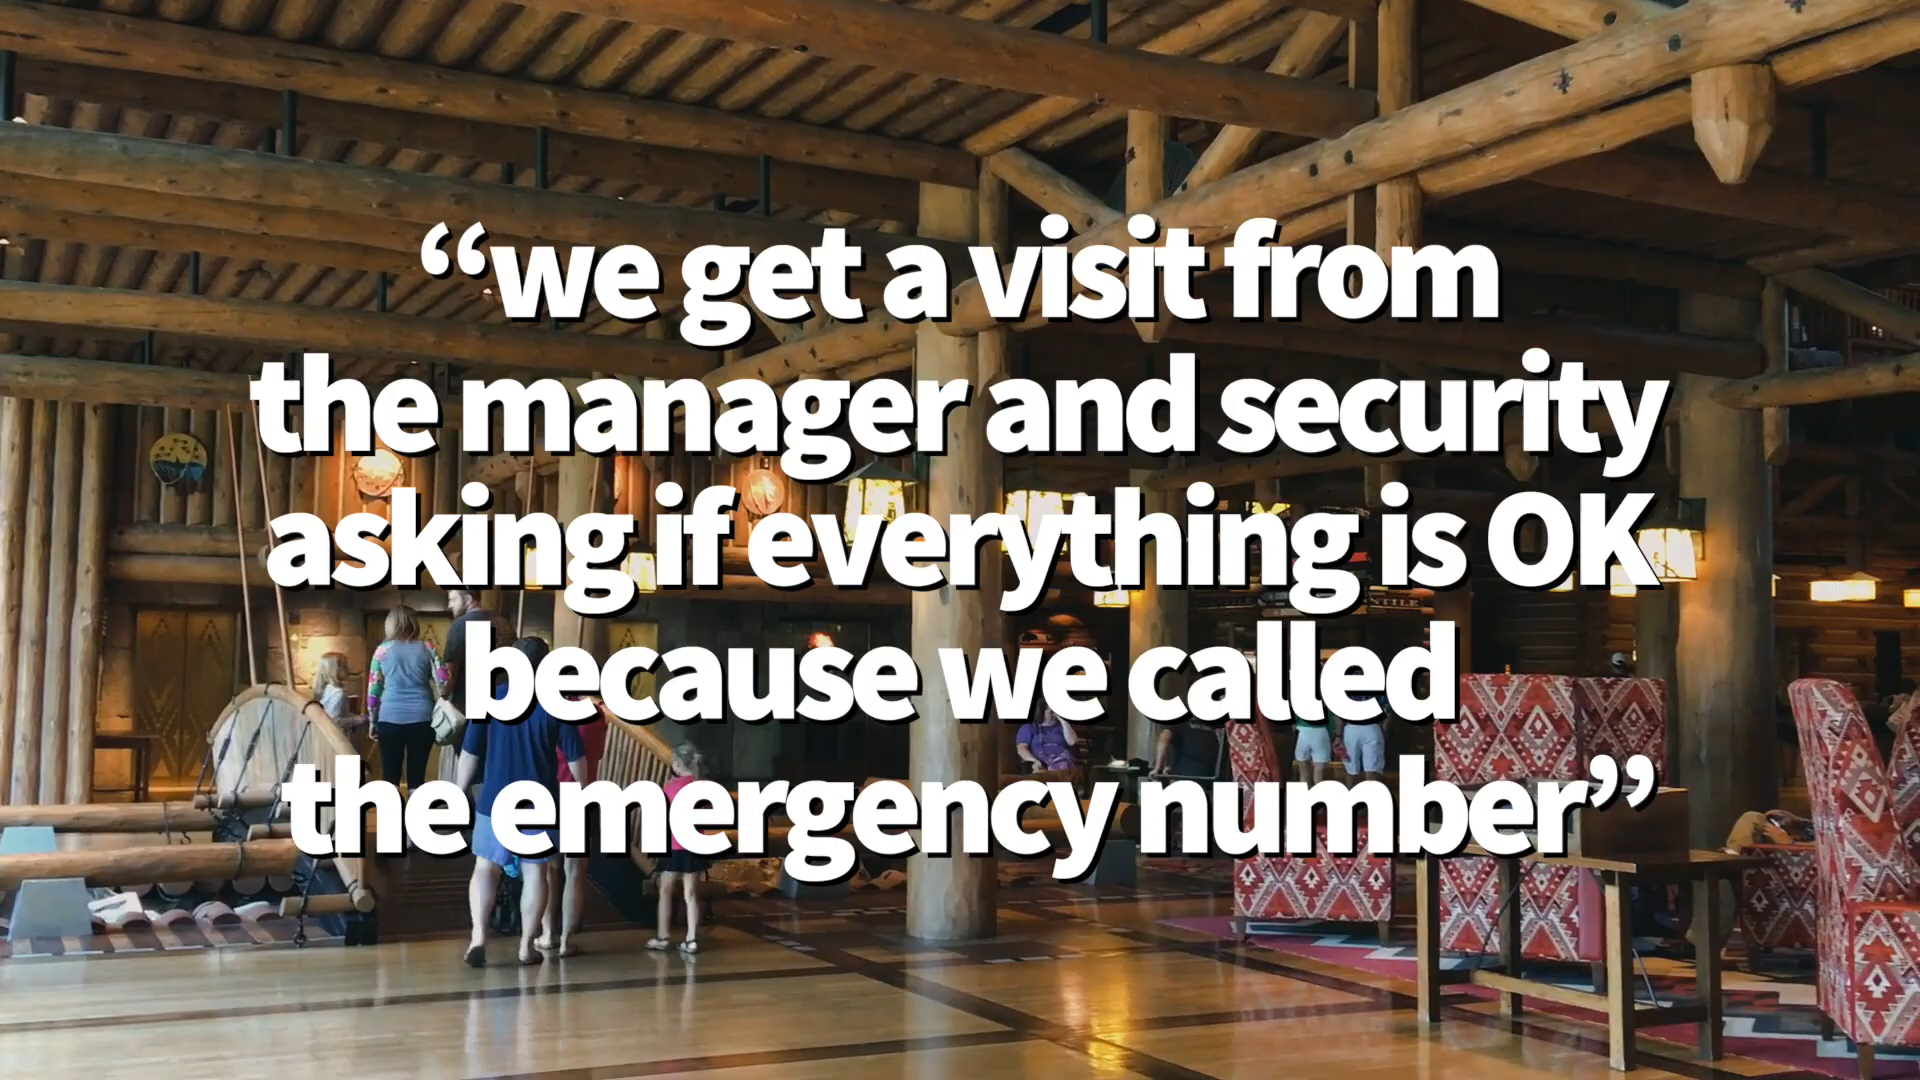 “we get a visit from
the manager and security
asking if everything is OK
because we called
the emergency number”